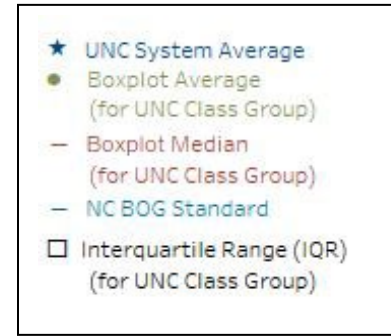 UNC System Average
Boxplot Average
(for UNC Class Group)
Boxplot Median
(for UNC Class Group)
NC BOG Standard
Interquartile Range (IQR)
(for UNC Class Group)